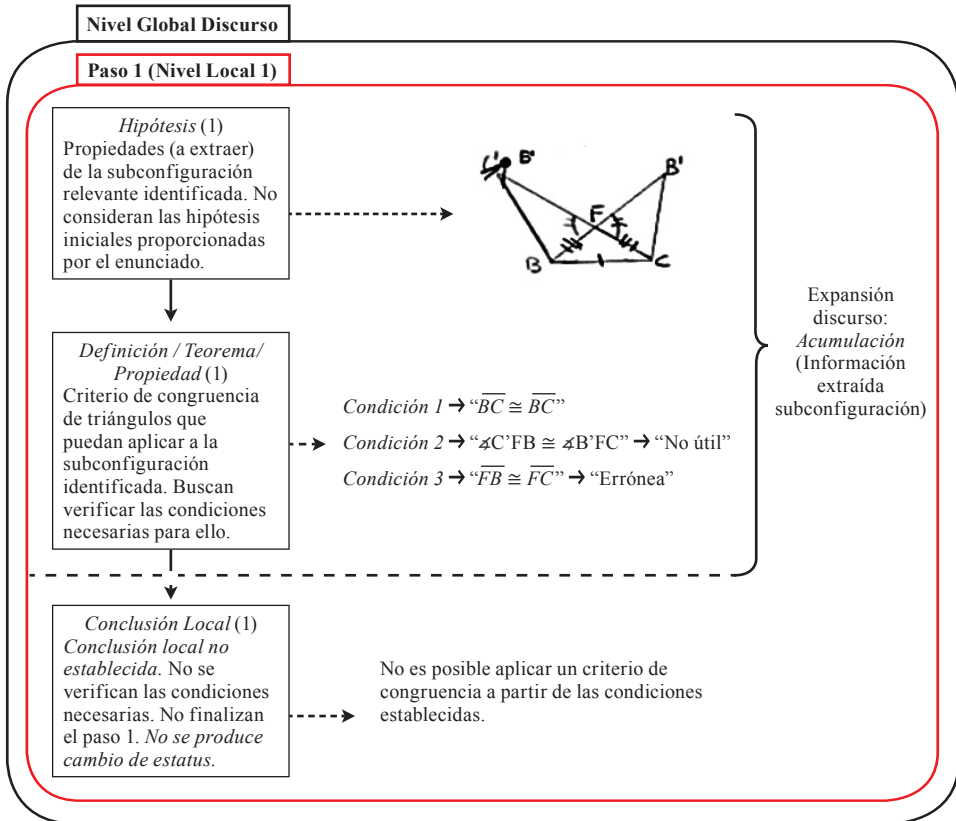 Nivel Global Discurso
Paso 1 (Nivel Local 1)
Hipótesis (1)
Propiedades (a extraer)
de la subconfiguración
relevante identificada. No
consideran las hipótesis
iniciales proporcionadas
por el enunciado.
B'
B'
F
B
C
Definición / Teorema/
Propiedad (1)
Criterio de congruencia
de triángulos que
puedan aplicar a la
subconfiguración
identificada. Buscan
verificar las condiciones
necesarias para ello.
Condición 1 → “B̅C̅ ≅ B̅C̅”
Condición 2 → “∡C’FB ≅ ∡B’FC” → “No útil”
Condición 3 → “F̅B̅ ≅ F̅C̅” → “Errónea”
Expansión
discurso:
Acumulación
(Información
extraída
subconfiguración)
Conclusión Local (1)
Conclusión local no
establecida. No se
verifican las condiciones
necesarias. No finalizan
el paso 1. No se produce
cambio de estatus.
No es posible aplicar un criterio de
congruencia a partir de las condiciones
establecidas.